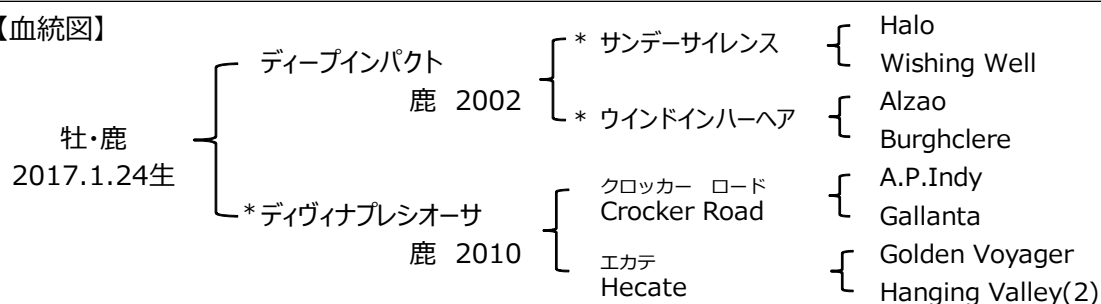 【血統図】
牡・鹿
2017.1.24生
ディープインパクト
鹿 2002
*ディヴィナプレシオーサ
鹿 2010
* サンデーサイレンス
* ウインドインハーヘア
クロッカー ロード
Crocker Road
エカテ
Hecate
Halo
Wishing Well
Alzao
Burghclere
A.P.Indy
Gallanta
Golden Voyager
Hanging Valley(2)